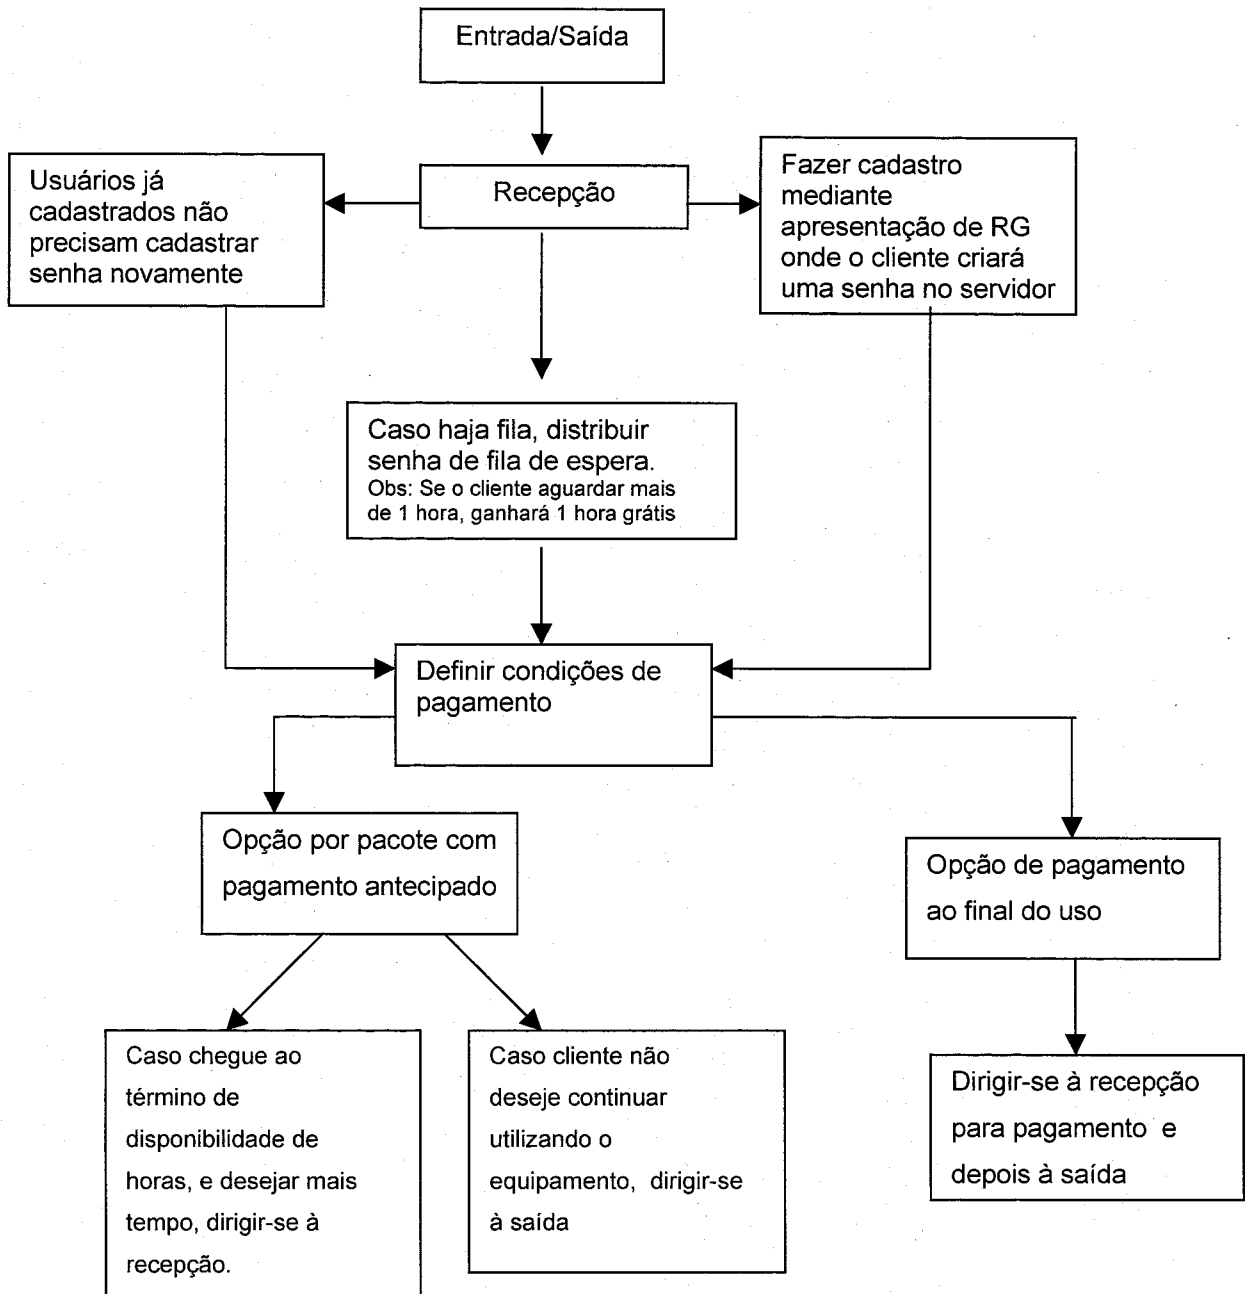 Entrada/Saída
Usuários já
cadastrados não
precisam cadastrar
senha novamente
Recepção
Fazer cadastro
mediante
apresentação de RG
onde o cliente criará
uma senha no servidor
Caso haja fila, distribuir
senha de fila de espera.
Obs: Se o cliente aguardar mais
de 1 hora, ganhará 1 hora grátis
Definir condições de
pagamento
Opção por pacote com
pagamento antecipado
Opção de pagamento
ao final do uso
Caso chegue ao
término de
disponibilidade de
horas, e desejar mais
tempo, dirigir-se à
recepção.
Caso cliente não
deseje continuar
utilizando o
equipamento, dirigir-se
à saída
Dirigir-se à recepção
para pagamento e
depois à saída